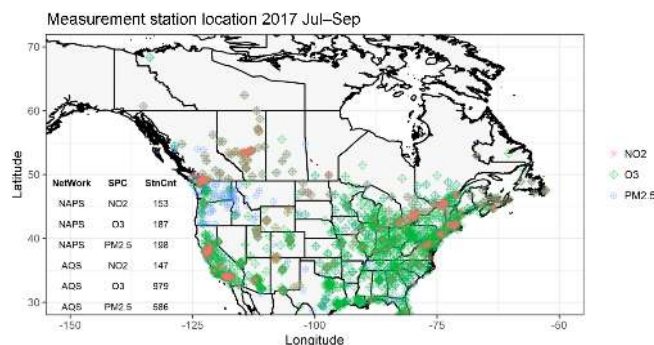 Measurement station location 2017 Jul–Sep
70
60
50
40
30
Latitude
NetWork SPC StnCnt
NAPS NO2 153
NAPS O3 187
NAPS PM2.5 198
AQS NO2 147
AQS O3 979
AQS PM2.5 586
NO2
O3
PM2.5
-150 -125 -100 -75 -50
Longitude